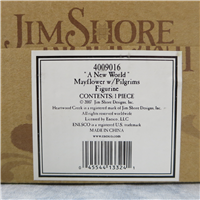 JIM SHORE
4009016
"A New World"
Mayflower w/Pilgrims
Figurine
CONTENTS: 1 PIECE
© 2007 Jim Shore Designs, Inc.
Heartwood Creek is a registered mark of Jim Shore Designs, Inc.
All rights reserved worldwide
Licensed by Enesco, LLC
ENESCO is a registered U.S. trademark
MADE IN CHINA
www.enesco.com
0 45544 13324